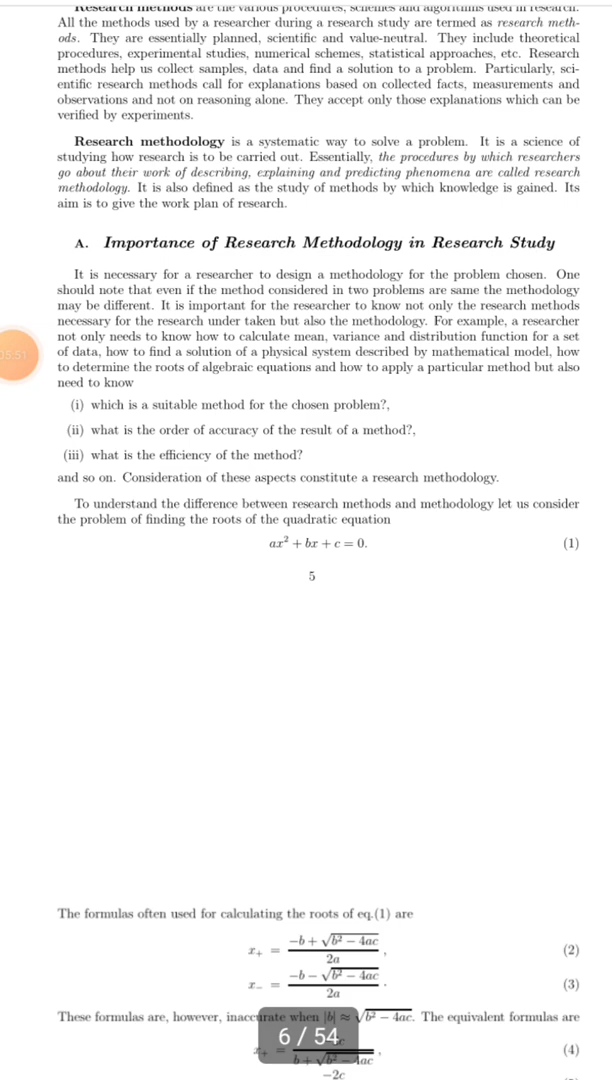 Research methods are the various procedures, schemes and algorithms used in research.
All the methods used by a researcher during a research study are termed as research meth-
ods. They are essentially planned, scientific and value-neutral. They include theoretical
procedures, experimental studies, numerical schemes, statistical approaches, etc. Research
methods help us collect samples, data and find a solution to a problem. Particularly, sci-
entific research methods call for explanations based on collected facts, measurements and
observations and not on reasoning alone. They accept only those explanations which can be
verified by experiments.
Research methodology is a systematic way to solve a problem. It is a science of
studying how research is to be carried out. Essentially, the procedures by which researchers
go about their work of describing, explaining and predicting phenomena are called research
methodology. It is also defined as the study of methods by which knowledge is gained. Its
aim is to give the work plan of research.
A. Importance of Research Methodology in Research Study
It is necessary for a researcher to design a methodology for the problem chosen. One
should note that even if the method considered in two problems are same the methodology
may be different. It is important for the researcher to know not only the research methods
necessary for the research under taken but also the methodology. For example, a researcher
not only needs to know how to calculate mean, variance and distribution function for a set
05:51
of data, how to find a solution of a physical system described by mathematical model, how
to determine the roots of algebraic equations and how to apply a particular method but also
need to know
(i) which is a suitable method for the chosen problem?,
(ii) what is the order of accuracy of the result of a method?,
(iii) what is the efficiency of the method?
and so on. Consideration of these aspects constitute a research methodology.
To understand the difference between research methods and methodology let us consider
the problem of finding the roots of the quadratic equation
ax² + bx + c = 0. (1)
5
The formulas often used for calculating the roots of eq.(1) are
x₊ = (−b + √(b² − 4ac)) / 2a , (2)
x₋ = (−b − √(b² − 4ac)) / 2a . (3)
These formulas are, however, inaccurate when |b| ≈ √(b² − 4ac). The equivalent formulas are
6 / 54
b + √(b² − 4ac) , (4)
−2c